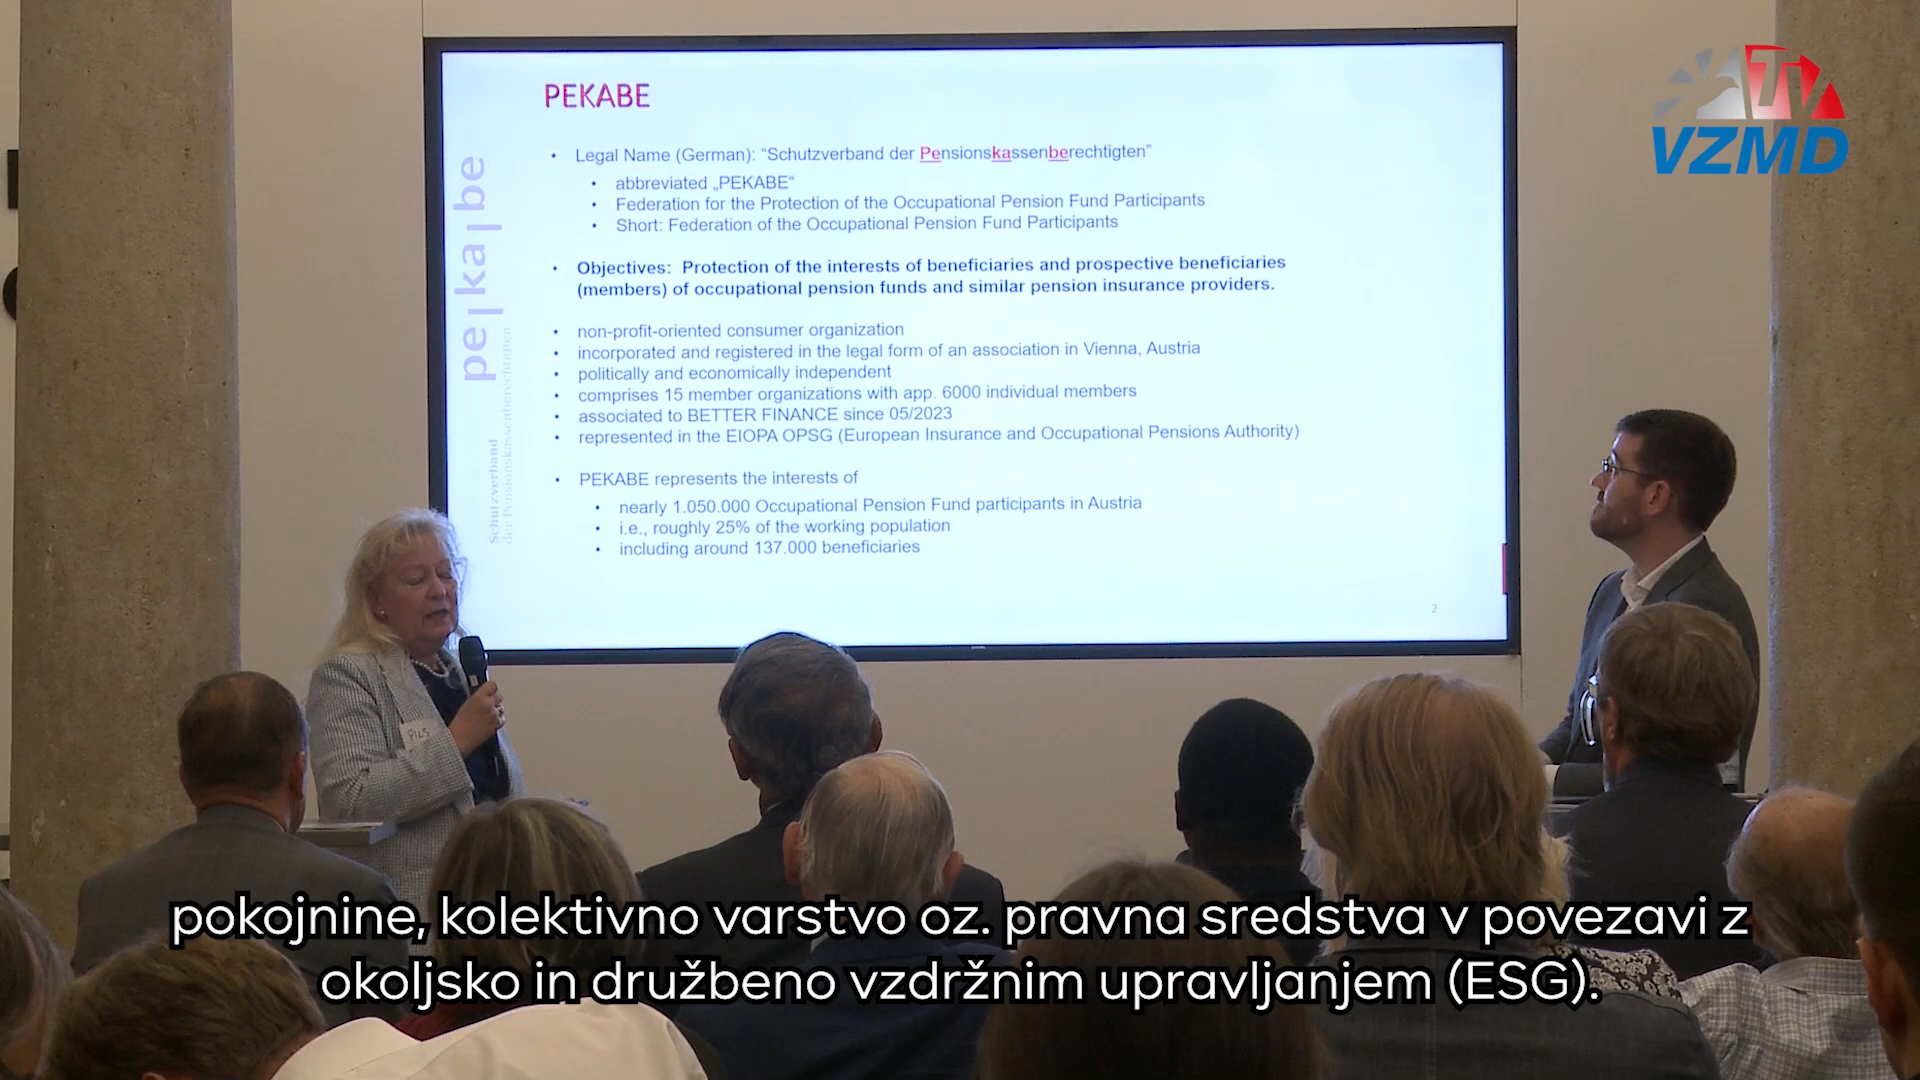 PEKABE
• Legal Name (German): “Schutzverband der Pensionskassenberechtigten”
• abbreviated „PEKABE“
• Federation for the Protection of the Occupational Pension Fund Participants
• Short: Federation of the Occupational Pension Fund Participants
• Objectives: Protection of the interests of beneficiaries and prospective beneficiaries
(members) of occupational pension funds and similar pension insurance providers.
• non-profit-oriented consumer organization
• incorporated and registered in the legal form of an association in Vienna, Austria
• politically and economically independent
• comprises 15 member organizations with app. 6000 individual members
• associated to BETTER FINANCE since 05/2023
• represented in the EIOPA OPSG (European Insurance and Occupational Pensions Authority)
• PEKABE represents the interests of
• nearly 1.050.000 Occupational Pension Fund participants in Austria
• i.e., roughly 25% of the working population
• including around 137.000 beneficiaries
2
pe|ka|be
Schutzverband
der Pensionskassenberechtigten
TV
VZMD
PILS
pokojnine, kolektivno varstvo oz. pravna sredstva v povezavi z
okoljsko in družbeno vzdržnim upravljanjem (ESG).